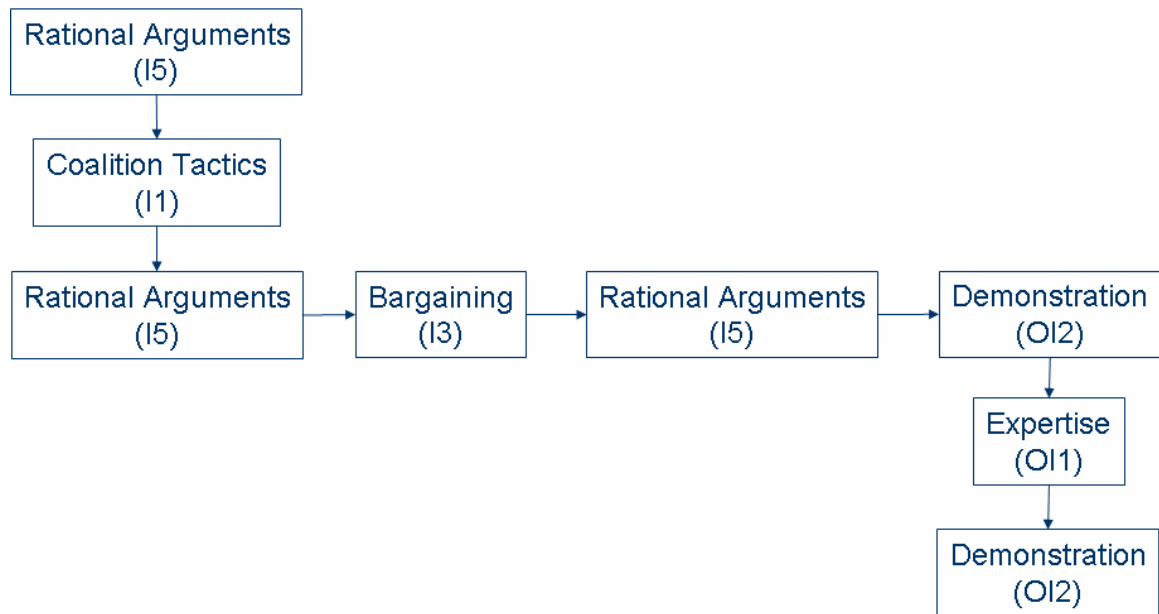 Rational Arguments
(I5)
Coalition Tactics
(I1)
Rational Arguments
(I5)
Bargaining
(I3)
Rational Arguments
(I5)
Demonstration
(OI2)
Expertise
(OI1)
Demonstration
(OI2)